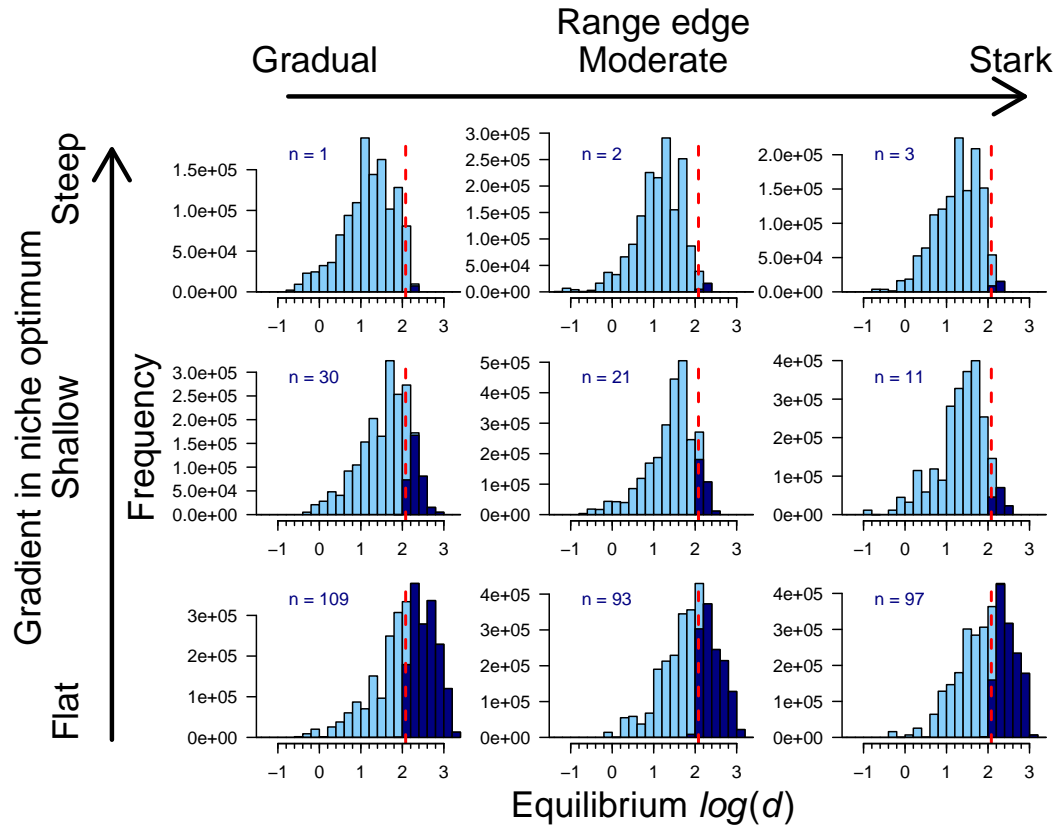 Range edge
Gradual Moderate Stark
Gradient in niche optimum
Steep
Shallow
Flat
Frequency
n = 1
1.5e+05
1.0e+05
5.0e+04
0.0e+00
−1 0 1 2 3
n = 2
3.0e+05
2.5e+05
2.0e+05
1.5e+05
1.0e+05
5.0e+04
0.0e+00
−1 0 1 2 3
n = 3
2.0e+05
1.5e+05
1.0e+05
5.0e+04
0.0e+00
−1 0 1 2 3
n = 30
3.0e+05
2.5e+05
2.0e+05
1.5e+05
1.0e+05
5.0e+04
0.0e+00
−1 0 1 2 3
n = 21
5e+05
4e+05
3e+05
2e+05
1e+05
0e+00
−1 0 1 2 3
n = 11
4e+05
3e+05
2e+05
1e+05
0e+00
−1 0 1 2 3
n = 109
3e+05
2e+05
1e+05
0e+00
−1 0 1 2 3
n = 93
4e+05
3e+05
2e+05
1e+05
0e+00
−1 0 1 2 3
n = 97
4e+05
3e+05
2e+05
1e+05
0e+00
−1 0 1 2 3
Equilibrium log(d)